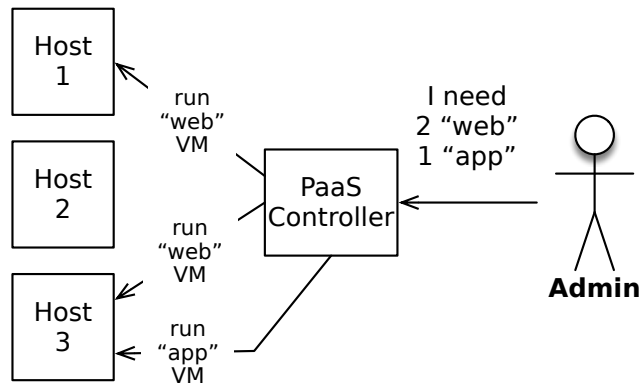 Host
1
run
“web”
VM
I need
2 “web”
1 “app”
Host
2
PaaS
Controller
run
“web”
VM
Admin
Host
3
run
“app”
VM